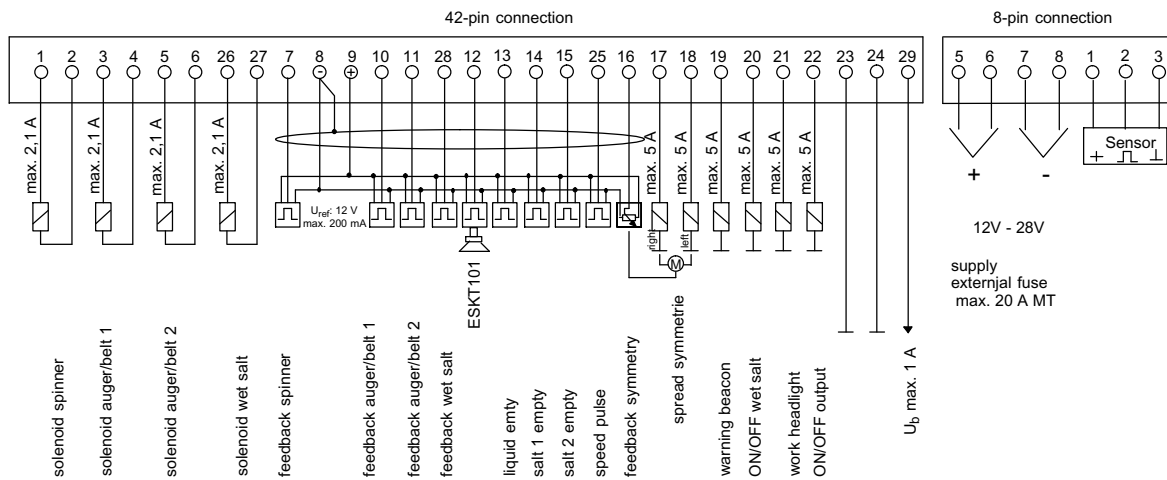 42-pin connection
8-pin connection
1 2 3 4 5 6 26 27 7 8 9 10 11 28 12 13 14 15 25 16 17 18 19 20 21 22 23 24 29
5 6 7 8 1 2 3
- +
max. 2,1 A
max. 2,1 A
max. 2,1 A
max. 2,1 A
max. 5 A
max. 5 A
max. 5 A
max. 5 A
max. 5 A
max. 5 A
Sensor
+ ⊥
+ -
Uref: 12 V
max. 200 mA
right
left
M
ESKT101
12V - 28V
supply
externjal fuse
max. 20 A MT
solenoid spinner
solenoid auger/belt 1
solenoid auger/belt 2
solenoid wet salt
feedback spinner
feedback auger/belt 1
feedback auger/belt 2
feedback wet salt
liquid emty
salt 1 empty
salt 2 empty
speed pulse
feedback symmetry
spread symmetrie
warning beacon
ON/OFF wet salt
work headlight
ON/OFF output
Ub max. 1 A